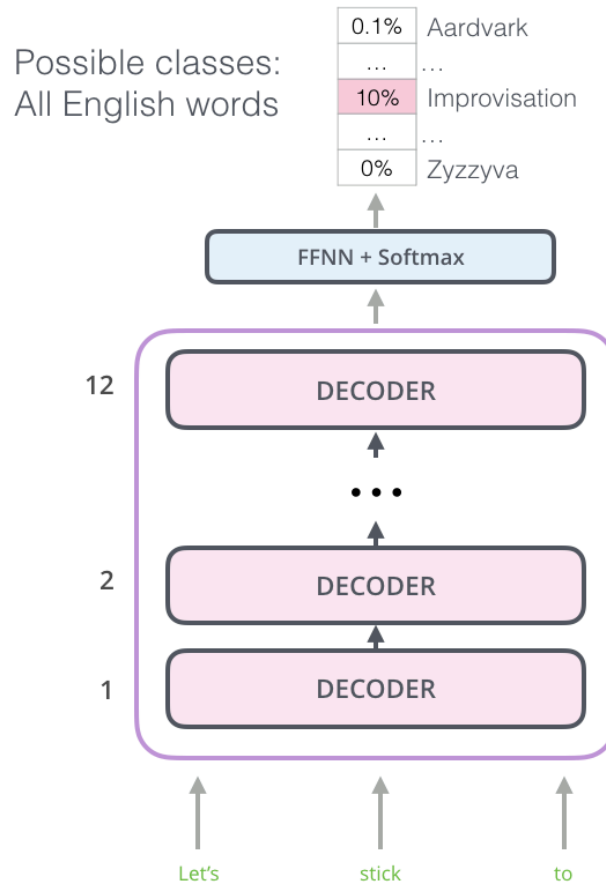 0.1% Aardvark
Possible classes:
... ...
All English words
10% Improvisation
... ...
0% Zyzzyva
FFNN + Softmax
12 DECODER
...
2 DECODER
1 DECODER
Let's stick to